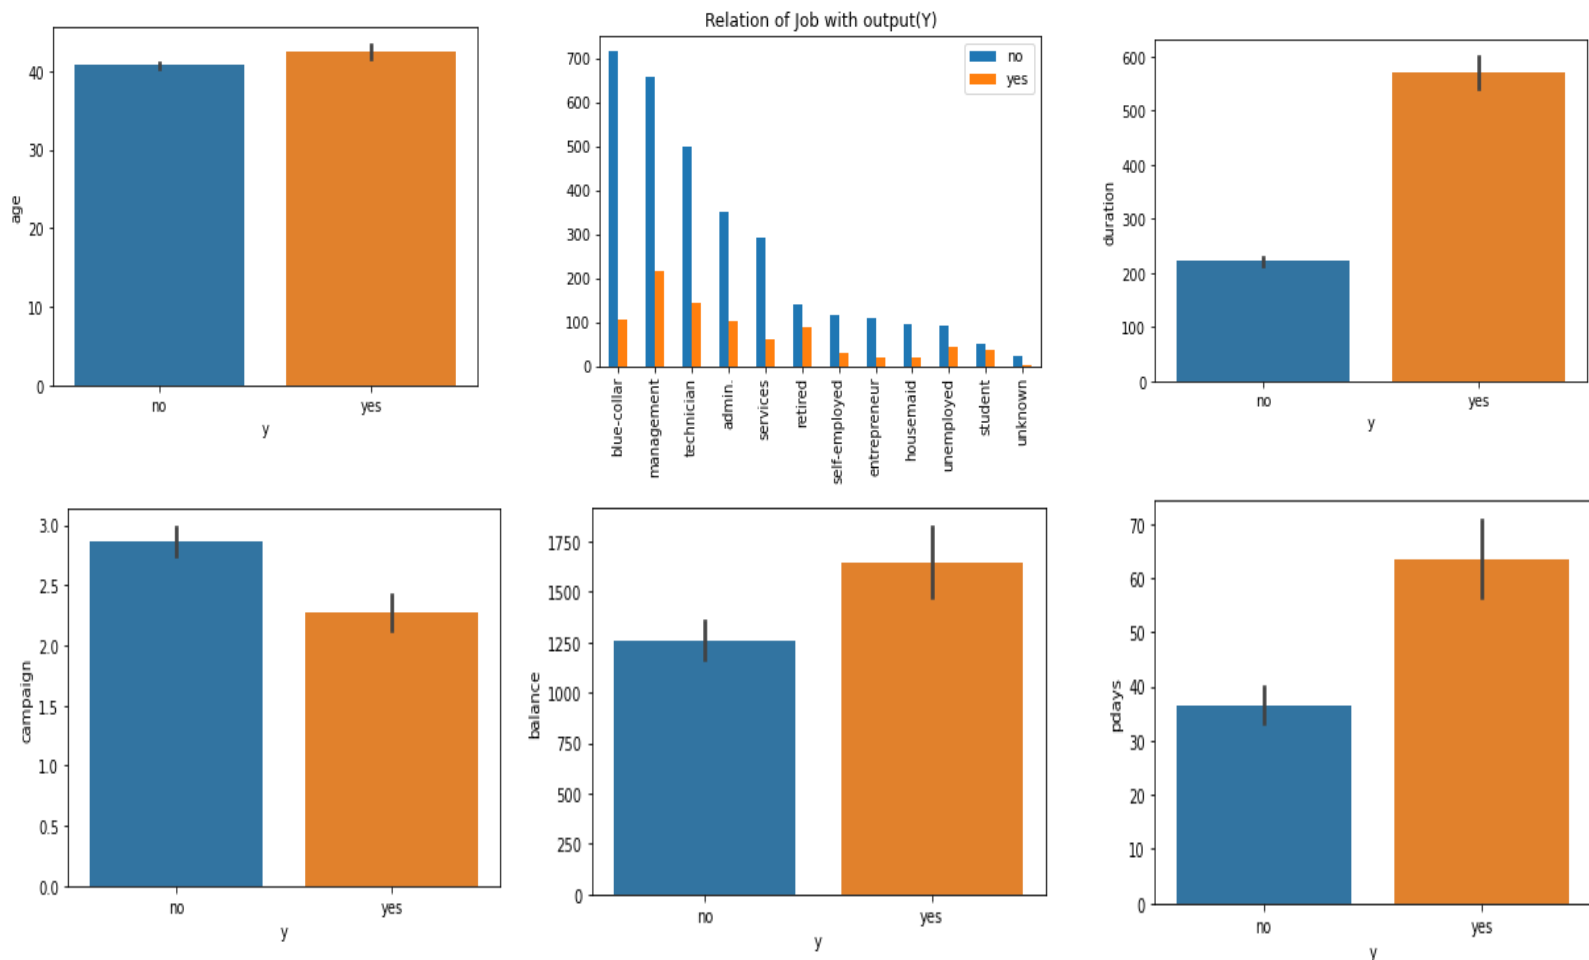 40
30
20
10
0
age
no yes
y
Relation of Job with output(Y)
no
yes
700
600
500
400
300
200
100
0
blue-collar
management
technician
admin.
services
retired
self-employed
entrepreneur
housemaid
unemployed
student
unknown
600
500
400
300
200
100
0
duration
no yes
y
3.0
2.5
2.0
1.5
1.0
0.5
0.0
campaign
no yes
y
1750
1500
1250
1000
750
500
250
0
balance
no yes
y
70
60
50
40
30
20
10
0
pdays
no yes
y